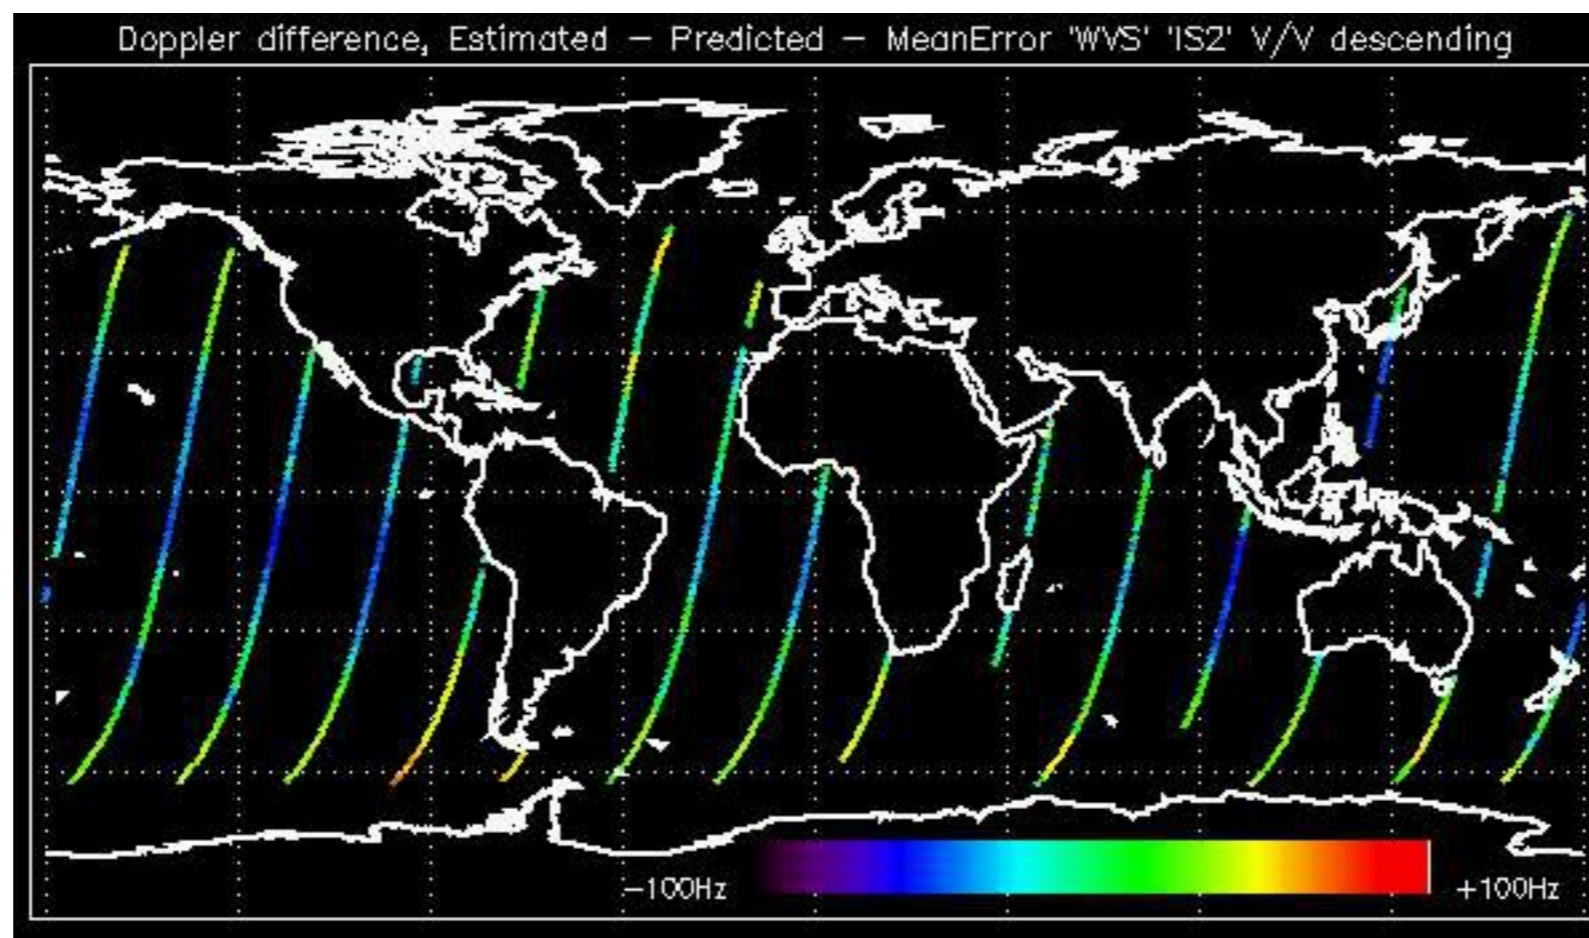 Doppler difference, Estimated - Predicted - MeanError 'WVS' 'IS2' V/V descending
-100Hz
+100Hz